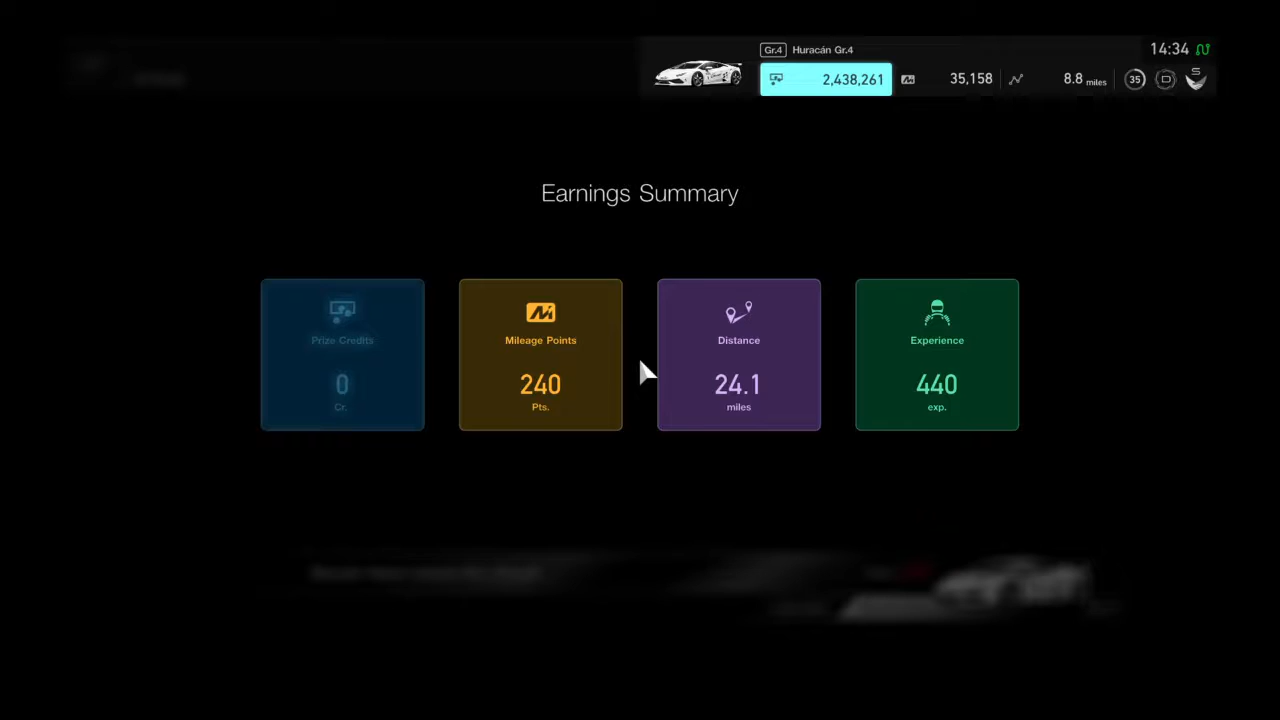 Gr.4 Huracán Gr.4
14:34
2,438,261
35,158
8.8 miles
35
D
S
Earnings Summary
Prize Credits
0
Cr.
Mileage Points
240
Pts.
Distance
24.1
miles
Experience
440
exp.